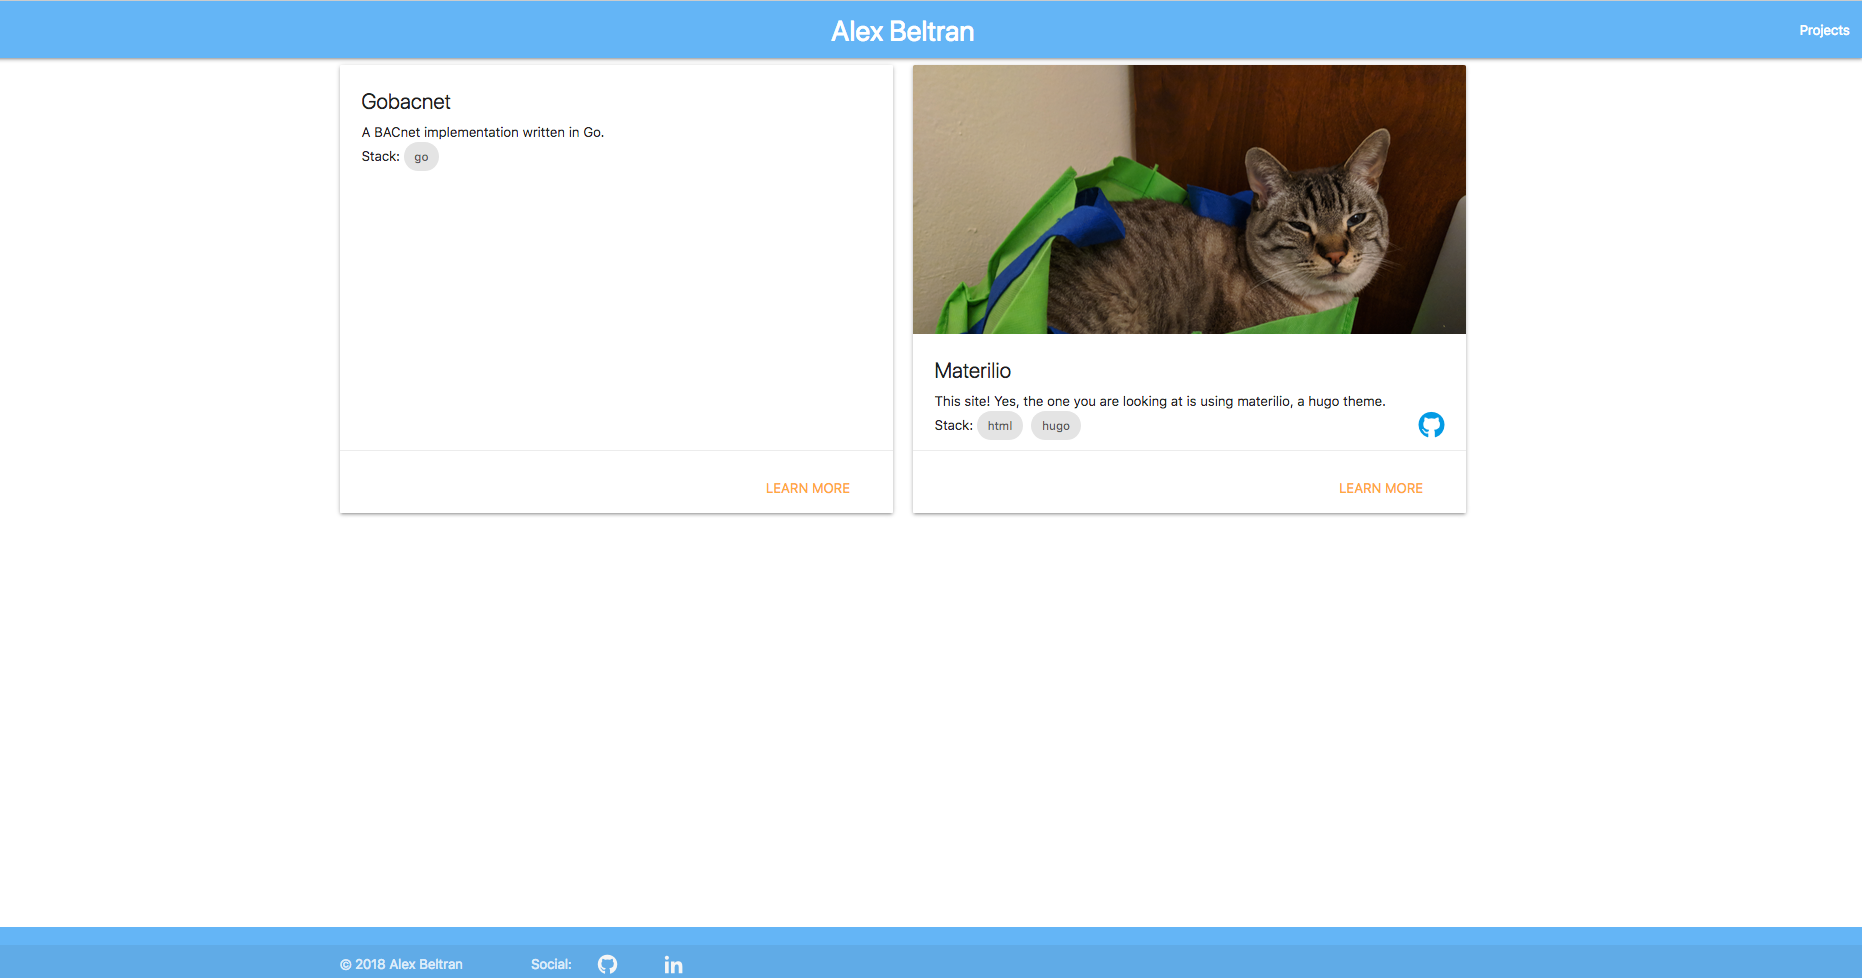 Alex Beltran
Projects
Gobacnet
A BACnet implementation written in Go.
Stack: go
LEARN MORE
Materilio
This site! Yes, the one you are looking at is using materilio, a hugo theme.
Stack: html hugo
LEARN MORE
© 2018 Alex Beltran Social: in